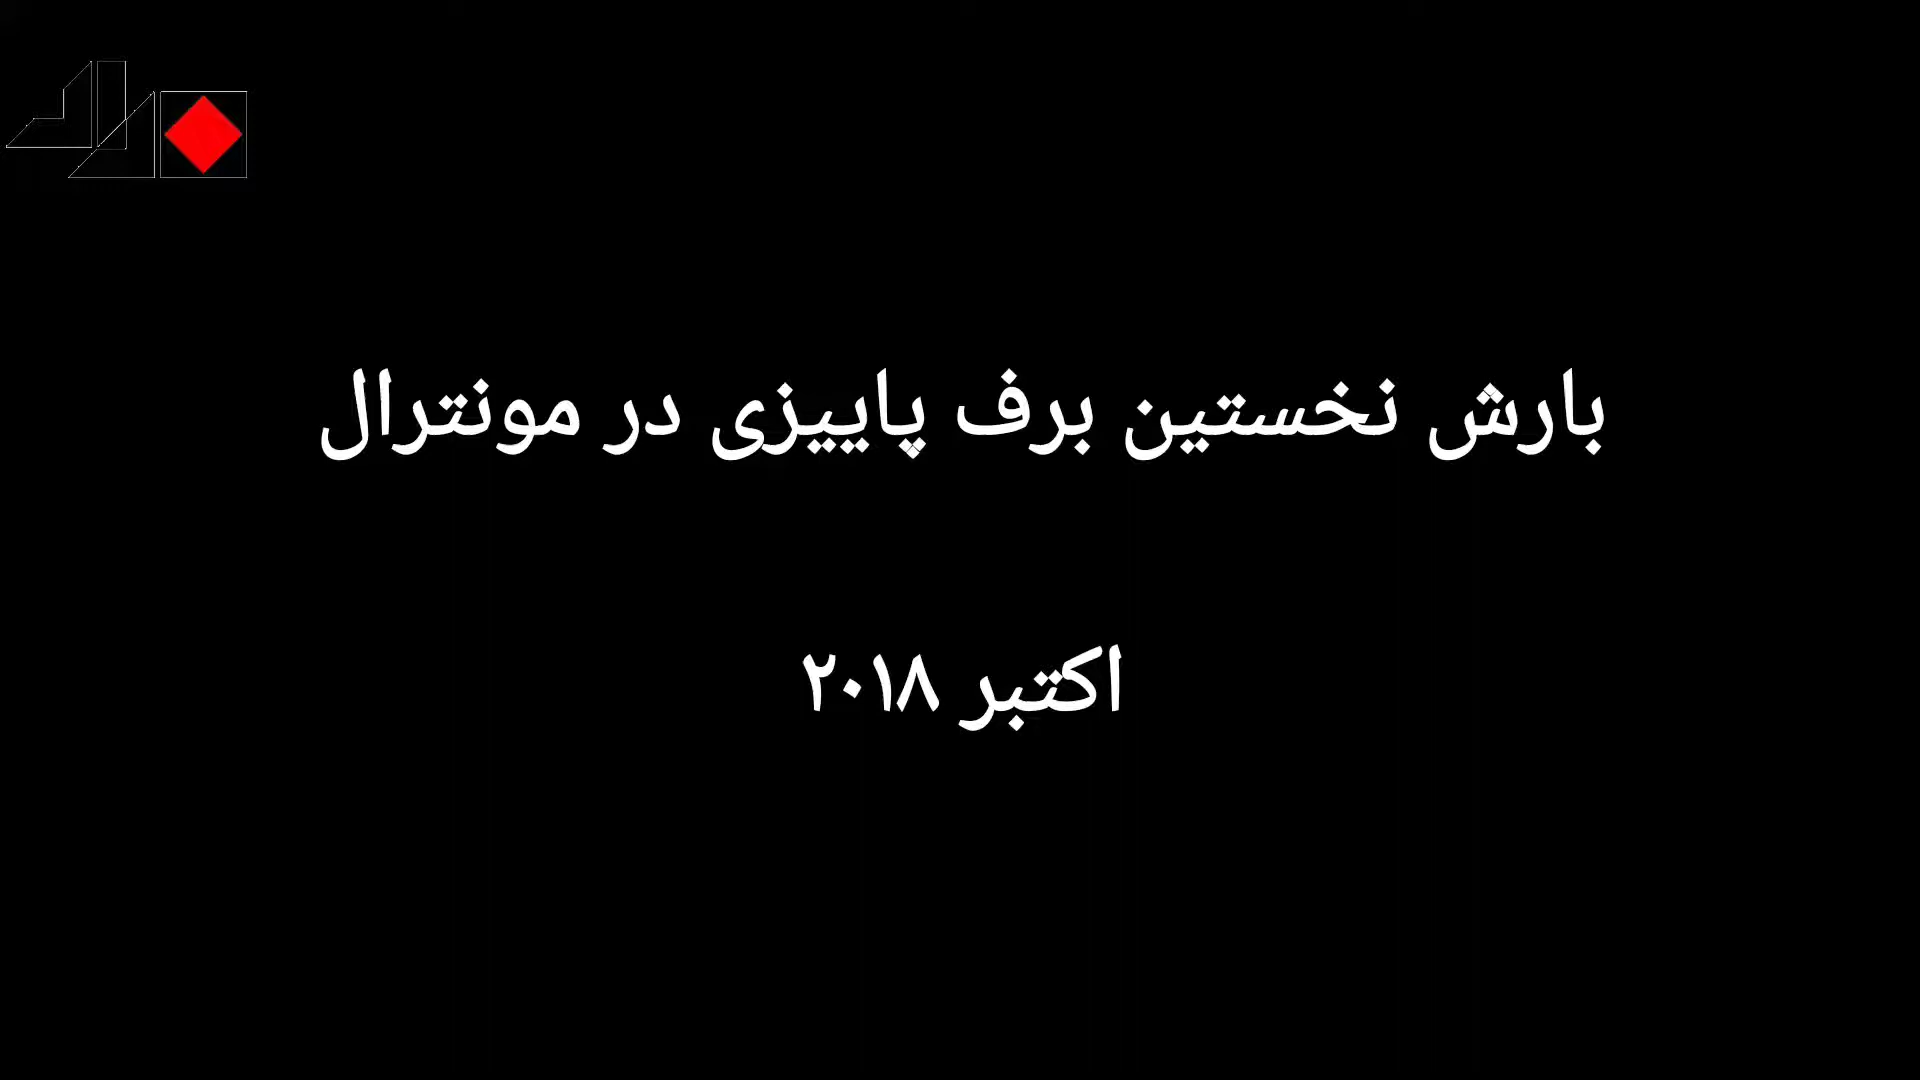 بارش نخستین برف پاییزی در مونترال
اکتبر ۲۰۱۸